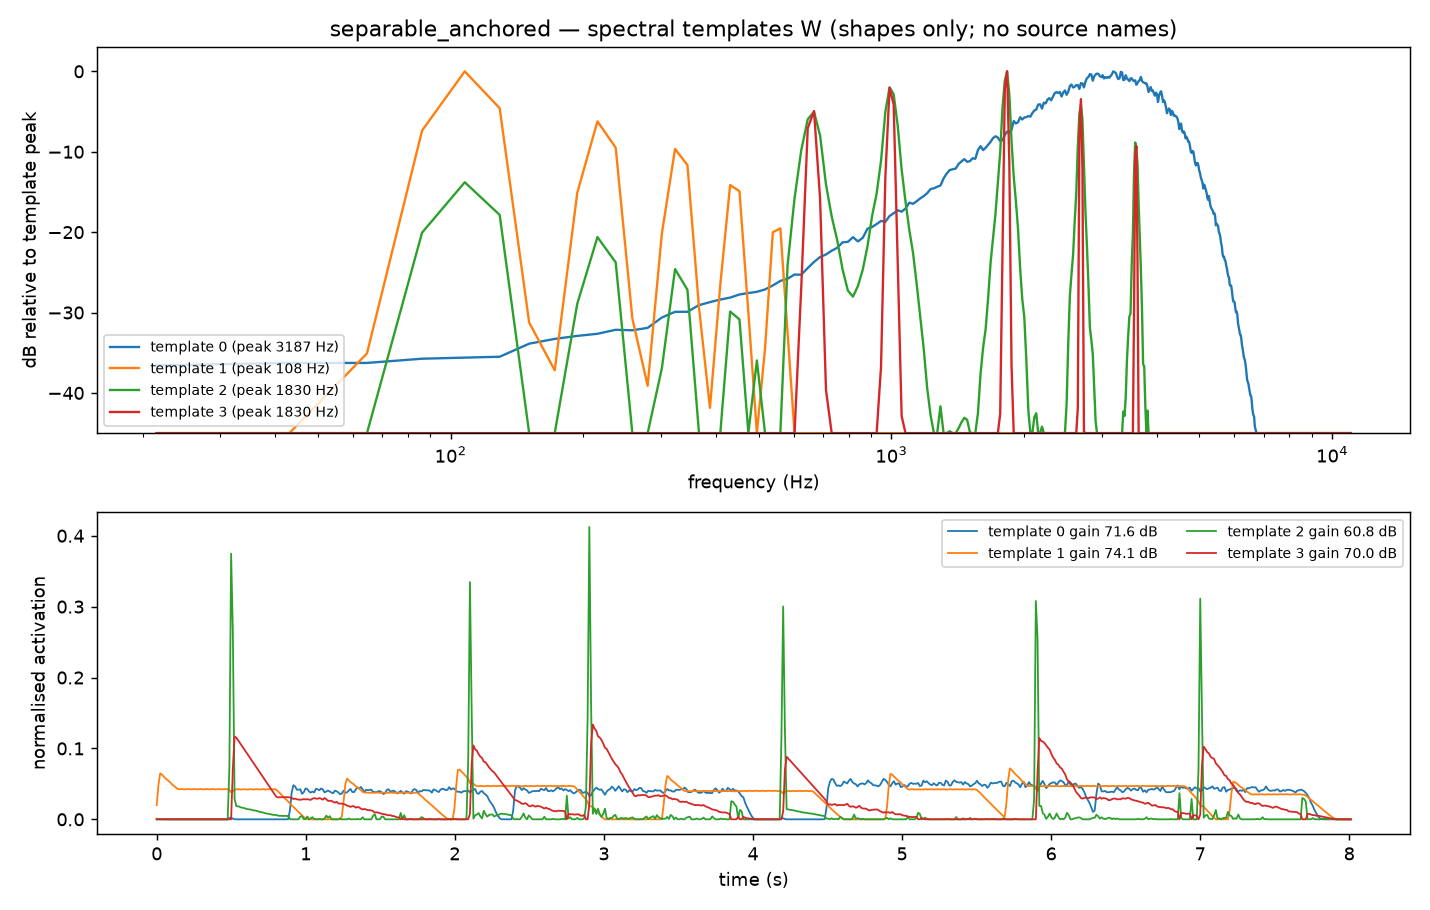 separable_anchored — spectral templates W (shapes only; no source names)
dB relative to template peak
0
−10
−20
−30
−40
template 0 (peak 3187 Hz)
template 1 (peak 108 Hz)
template 2 (peak 1830 Hz)
template 3 (peak 1830 Hz)
10²
10³
10⁴
frequency (Hz)
normalised activation
0.4
0.3
0.2
0.1
0.0
template 0 gain 71.6 dB
template 1 gain 74.1 dB
template 2 gain 60.8 dB
template 3 gain 70.0 dB
0 1 2 3 4 5 6 7 8
time (s)